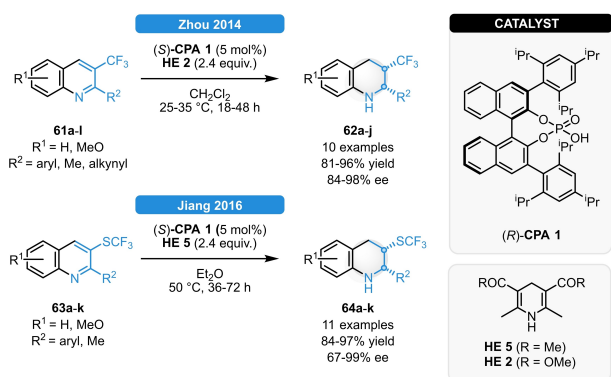 Zhou 2014
R1
CF3
N
R2
(S)-CPA 1 (5 mol%)
HE 2 (2.4 equiv.)
CH2Cl2
25-35 °C, 18-48 h
R1
CF3
N
H
R2
61a-l
R1 = H, MeO
R2 = aryl, Me, alkynyl
62a-j
10 examples
81-96% yield
84-98% ee
Jiang 2016
R1
SCF3
N
R2
(S)-CPA 1 (5 mol%)
HE 5 (2.4 equiv.)
Et2O
50 °C, 36-72 h
R1
SCF3
N
H
R2
63a-k
R1 = H, MeO
R2 = aryl, Me
64a-k
11 examples
84-97% yield
67-99% ee
CATALYST
iPr
iPr
iPr
O
O
P
O
OH
iPr
iPr
iPr
(R)-CPA 1
ROC
COR
N
H
HE 5 (R = Me)
HE 2 (R = OMe)